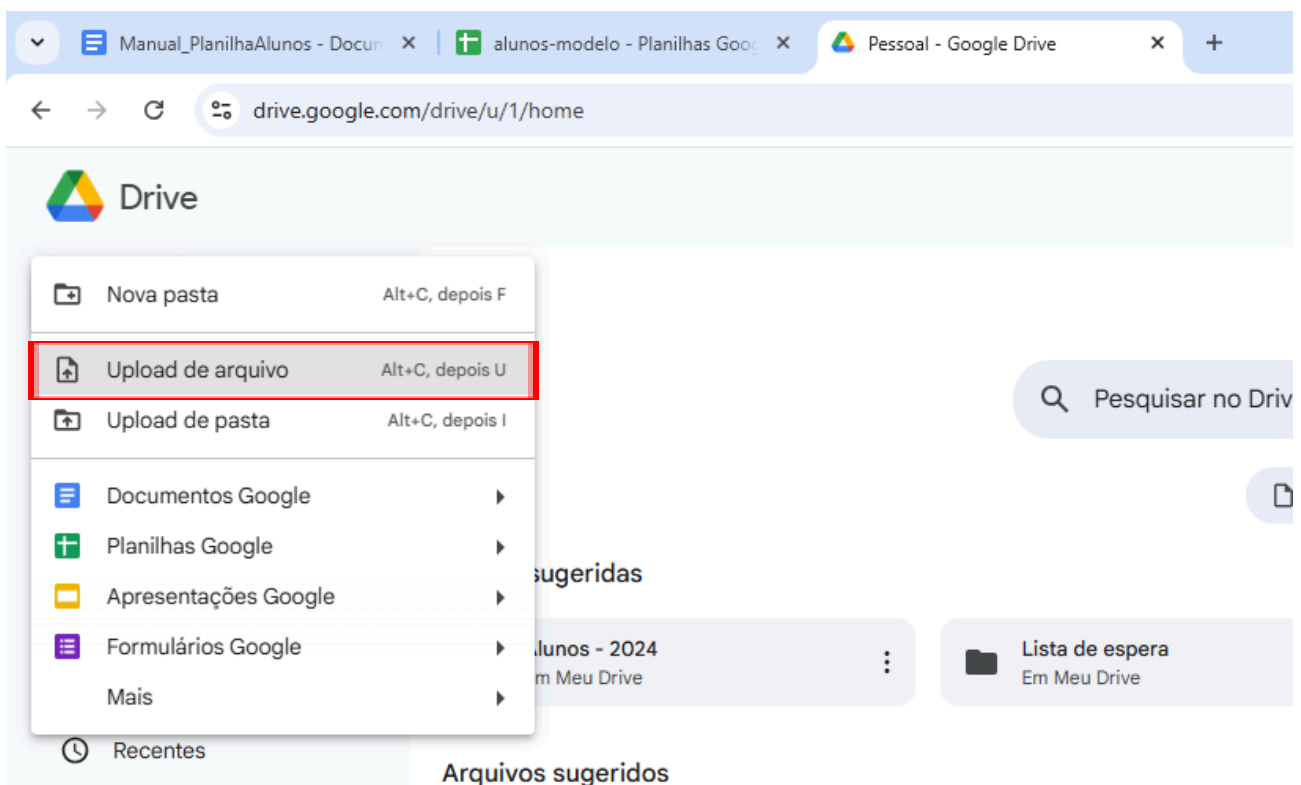 Manual_PlanilhaAlunos - Docun
alunos-modelo - Planilhas Goog
Pessoal - Google Drive
drive.google.com/drive/u/1/home
Drive
Nova pasta Alt+C, depois F
Upload de arquivo Alt+C, depois U
Upload de pasta Alt+C, depois I
Pesquisar no Driv
Documentos Google
Planilhas Google
Apresentações Google
Formulários Google
Mais
Recentes
sugeridas
lunos - 2024
m Meu Drive
Lista de espera
Em Meu Drive
Arquivos sugeridos